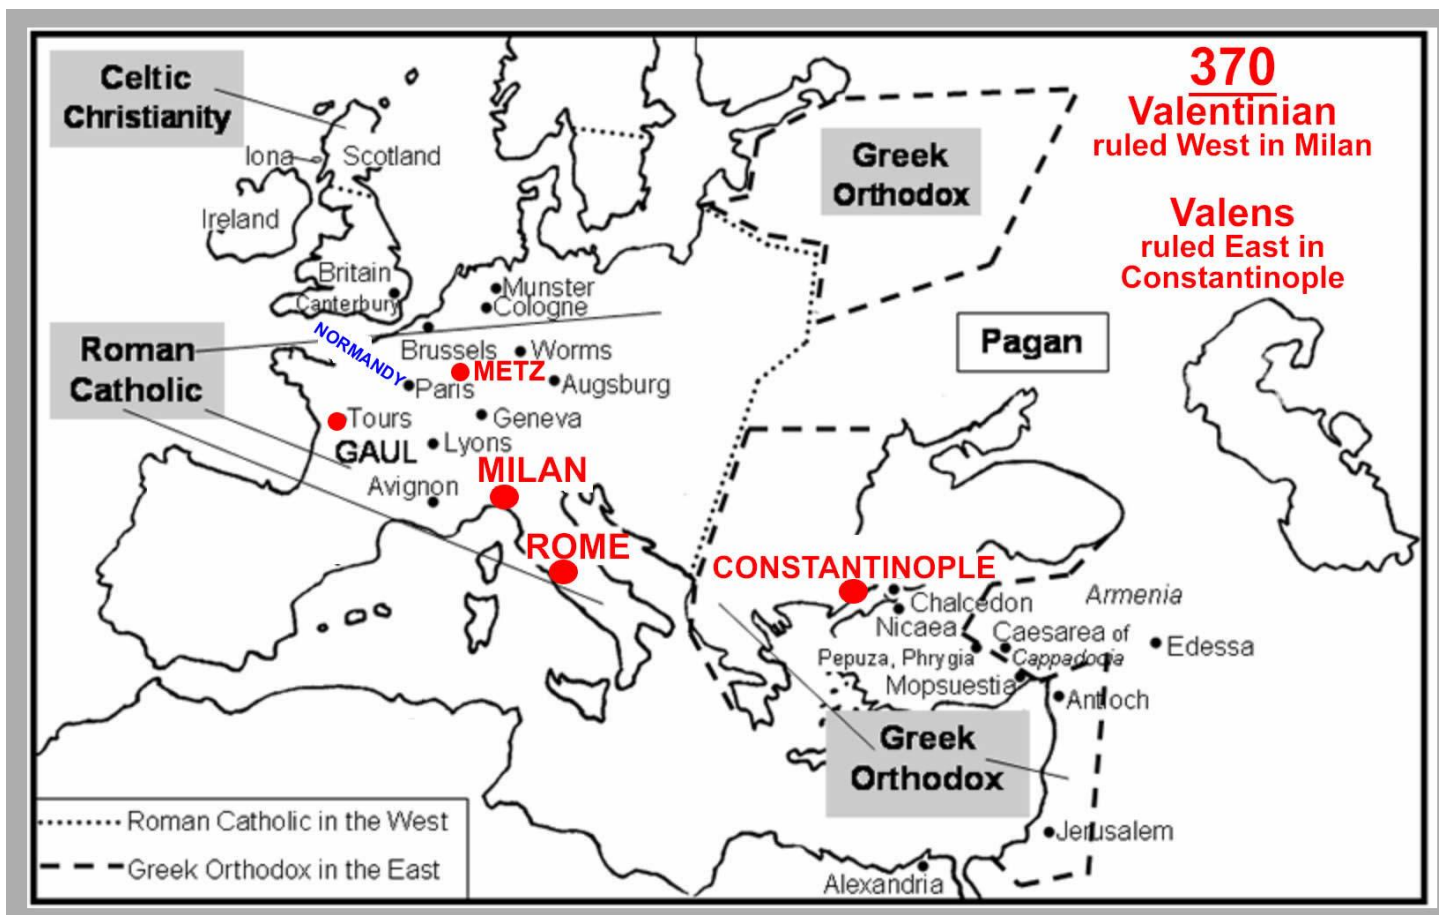 Celtic
Christianity
370
Valentinian
ruled West in Milan
Valens
ruled East in
Constantinople
Greek
Orthodox
Iona
Scotland
Ireland
Britain
Canterbury
Munster
Cologne
Pagan
Roman
Catholic
NORMANDY
Brussels
Worms
METZ
Paris
Augsburg
Tours
Geneva
GAUL
Lyons
MILAN
Avignon
ROME
CONSTANTINOPLE
Chalcedon
Armenia
Nicaea
Caesarea of
Cappadocia
Edessa
Pepuza, Phrygia
Mopsuestia
Antioch
Greek
Orthodox
Jerusalem
Alexandria
Roman Catholic in the West
Greek Orthodox in the East